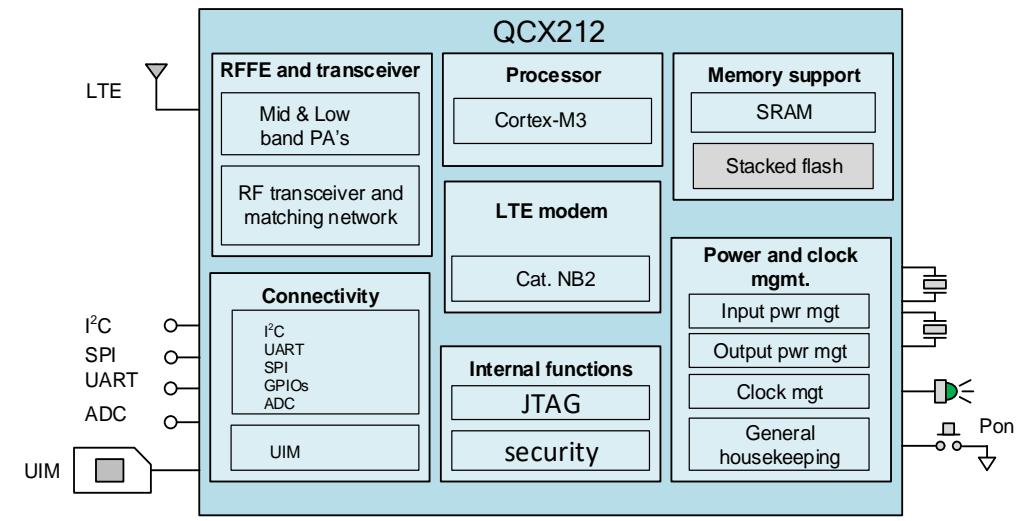 QCX212
LTE
RFFE and transceiver
Mid & Low
band PA's
RF transceiver and
matching network
Processor
Cortex-M3
Memory support
SRAM
Stacked flash
LTE modem
Cat. NB2
Power and clock
mgmt.
Input pwr mgt
Output pwr mgt
Clock mgt
General
housekeeping
Connectivity
I²C
UART
SPI
GPIOs
ADC
UIM
Internal functions
JTAG
security
I²C
SPI
UART
ADC
UIM
Pon